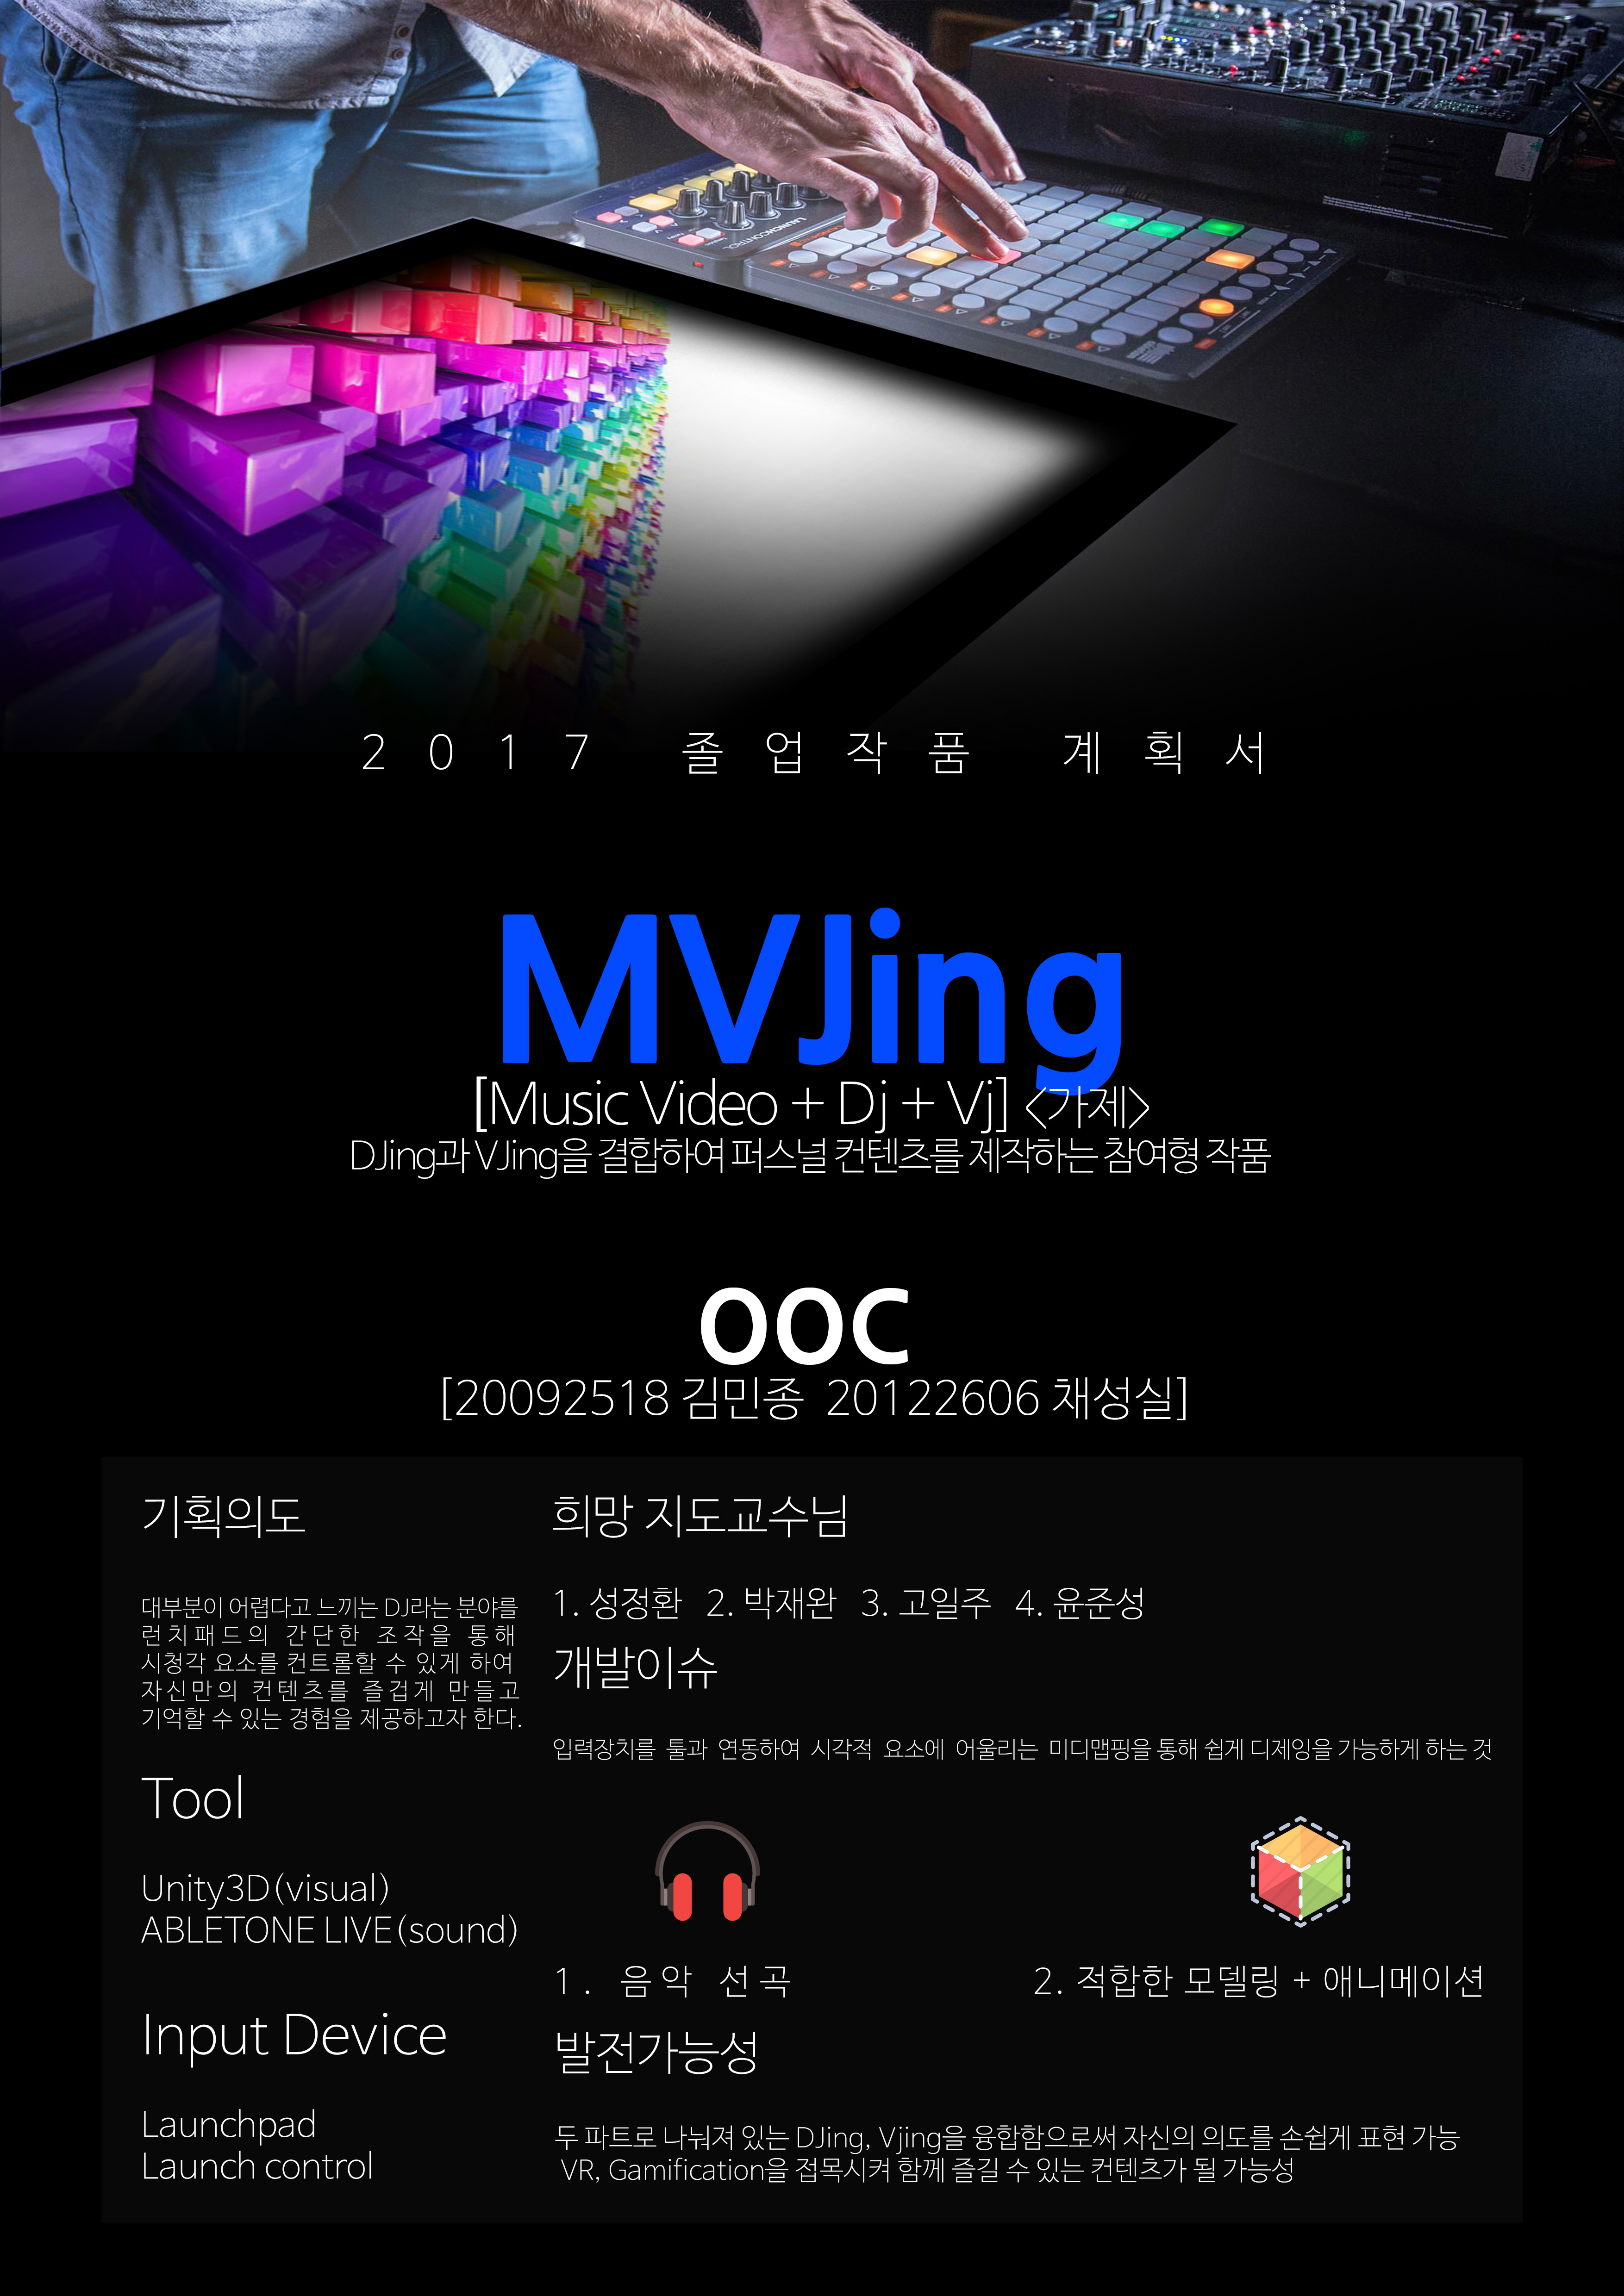 LAUNCHCONTROL
2017 졸업작품 계획서
MVJing
[Music Video + Dj + Vj] <가제>
DJing과 VJing을 결합하여 퍼스널 컨텐츠를 제작하는 참여형 작품
OOC
[20092518 김민종 20122606 채성실]
기획의도
대부분이 어렵다고 느끼는 DJ라는 분야를
런치패드의 간단한 조작을 통해
시청각 요소를 컨트롤할 수 있게 하여
자신만의 컨텐츠를 즐겁게 만들고
기억할 수 있는 경험을 제공하고자 한다.
Tool
Unity3D(visual)
ABLETONE LIVE(sound)
Input Device
Launchpad
Launch control
희망 지도교수님
1. 성정환 2. 박재완 3. 고일주 4. 윤준성
개발이슈
입력장치를 툴과 연동하여 시각적 요소에 어울리는 미디맵핑을 통해 쉽게 디제잉을 가능하게 하는 것
1. 음악 선곡
2. 적합한 모델링 + 애니메이션
발전가능성
두 파트로 나눠져 있는 DJing, Vjing을 융합함으로써 자신의 의도를 손쉽게 표현 가능
VR, Gamification을 접목시켜 함께 즐길 수 있는 컨텐츠가 될 가능성